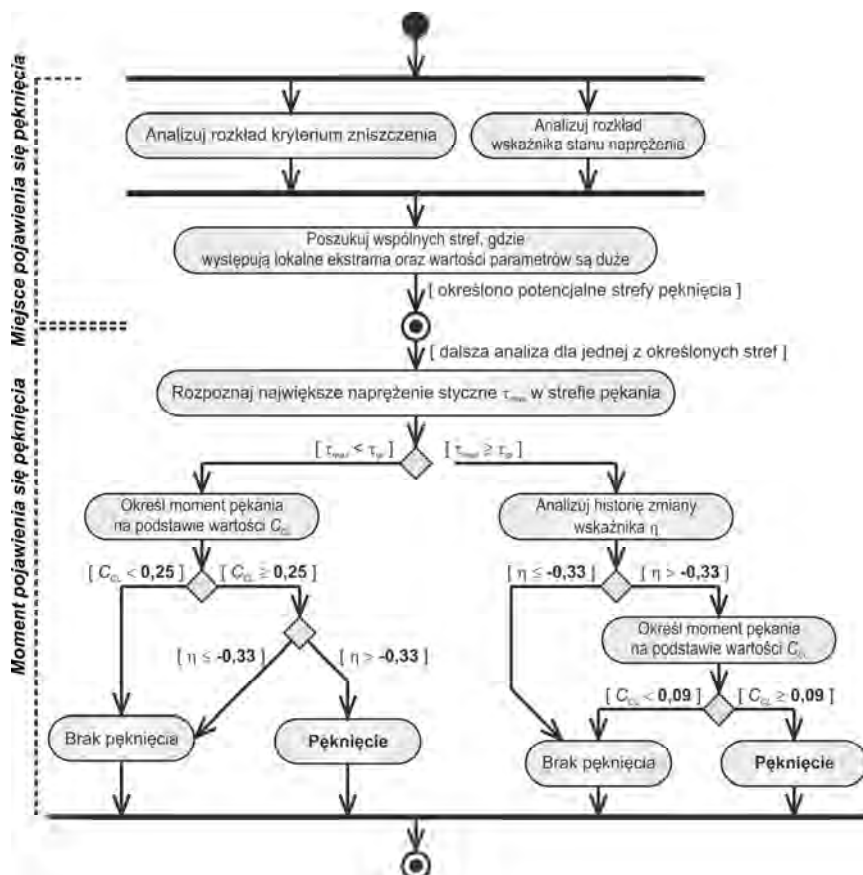 Miejsce pojawienia się pęknięcia
Analizuj rozkład kryterium zniszczenia
Analizuj rozkład
wskaźnika stanu naprężenia
Poszukuj wspólnych stref, gdzie
występują lokalne ekstrama oraz wartości parametrów są duże
[ określono potencjalne strefy pęknięcia ]
Moment pojawienia się pęknięcia
[ dalsza analiza dla jednej z określonych stref ]
Rozpoznaj największe naprężenie styczne τmax w strefie pękania
[ τmax < τgr ]
[ τmax ≥ τgr ]
Określ moment pękania
na podstawie wartości CCL
[ CCL < 0,25 ]
[ CCL ≥ 0,25 ]
[ η ≤ -0,33 ]
[ η > -0,33 ]
Brak pęknięcia
Pęknięcie
Analizuj historię zmiany
wskaźnika η
[ η ≤ -0,33 ]
[ η > -0,33 ]
Określ moment pękania
na podstawie wartości CCL
[ CCL < 0,09 ]
[ CCL ≥ 0,09 ]
Brak pęknięcia
Pęknięcie